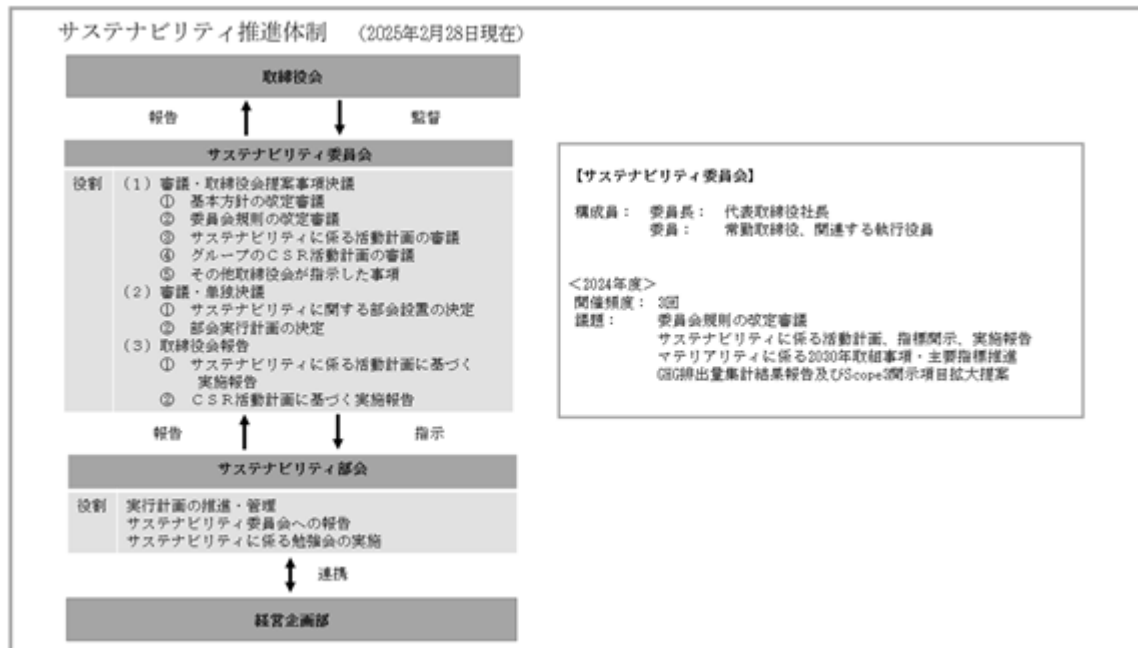 サステナビリティ推進体制 (2025年2月28日現在)
取締役会
報告 監督
サステナビリティ委員会
役割 (1)審議・取締役会提案事項決議
① 基本方針の改定審議
② 委員会規則の改定審議
③ サステナビリティに係る活動計画の審議
④ グループのCSR活動計画の審議
⑤ その他取締役会が指示した事項
(2)審議・単独決議
① サステナビリティに関する部会設置の決定
② 部会実行計画の決定
(3)取締役会報告
① サステナビリティに係る活動計画に基づく
実施報告
② CSR活動計画に基づく実施報告
報告 指示
サステナビリティ部会
役割 実行計画の推進・管理
サステナビリティ委員会への報告
サステナビリティに係る勉強会の実施
連携
経営企画部
【サステナビリティ委員会】
構成員: 委員長: 代表取締役社長
委員: 常勤取締役、関連する執行役員
<2024年度>
開催頻度: 3回
議題: 委員会規則の改定審議
サステナビリティに係る活動計画、指標開示、実施報告
マテリアリティに係る2030年取組事項・主要指標推進
GHG排出量集計結果報告及びScope3開示項目拡大提案